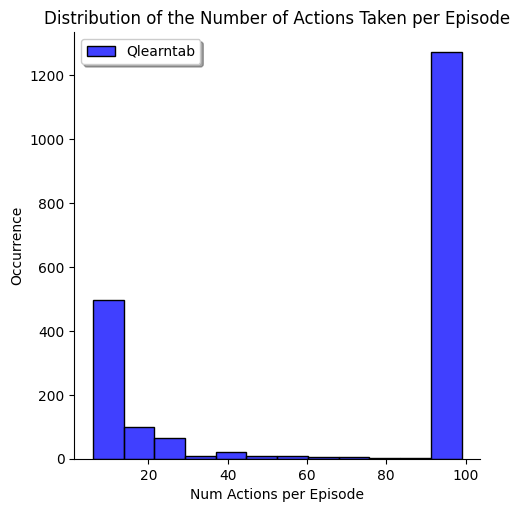 Distribution of the Number of Actions Taken per Episode
Qlearntab
1200
1000
800
600
400
200
0
Occurrence
20 40 60 80 100
Num Actions per Episode